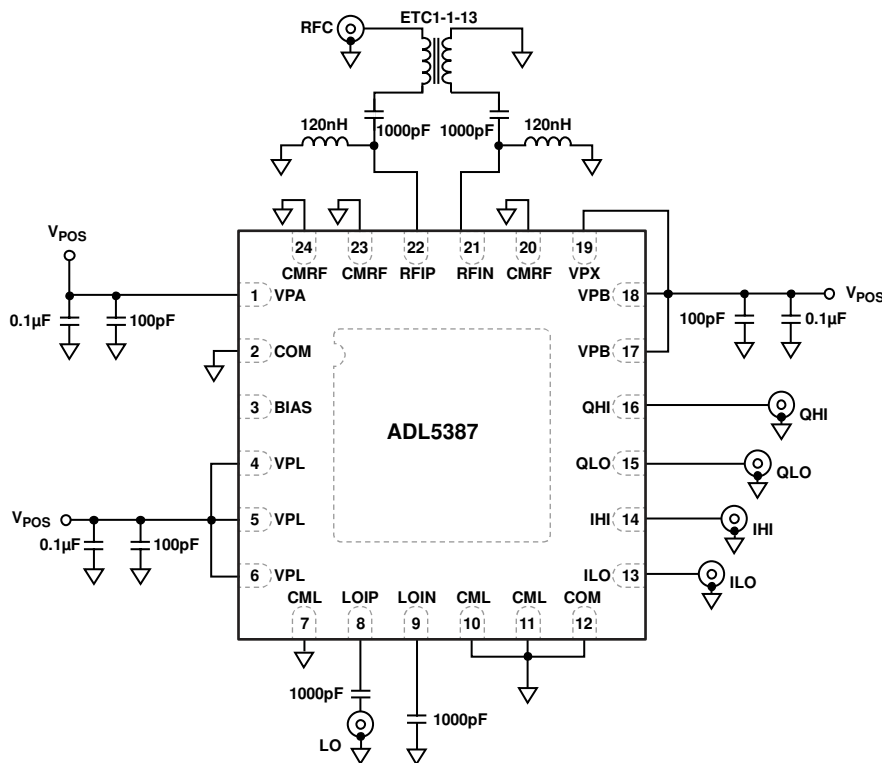 RFC
ETC1-1-13
120nH
1000pF
1000pF
120nH
24
23
22
21
20
19
CMRF
CMRF
RFIP
RFIN
CMRF
VPX
VPOS
0.1µF
100pF
1 VPA
2 COM
3 BIAS
4 VPL
5 VPL
6 VPL
VPOS
0.1µF
100pF
ADL5387
VPB 18
VPB 17
QHI 16
QLO 15
IHI 14
ILO 13
VPOS
100pF
0.1µF
QHI
QLO
IHI
ILO
CML
LOIP
LOIN
CML
CML
COM
7
8
9
10
11
12
1000pF
LO
1000pF